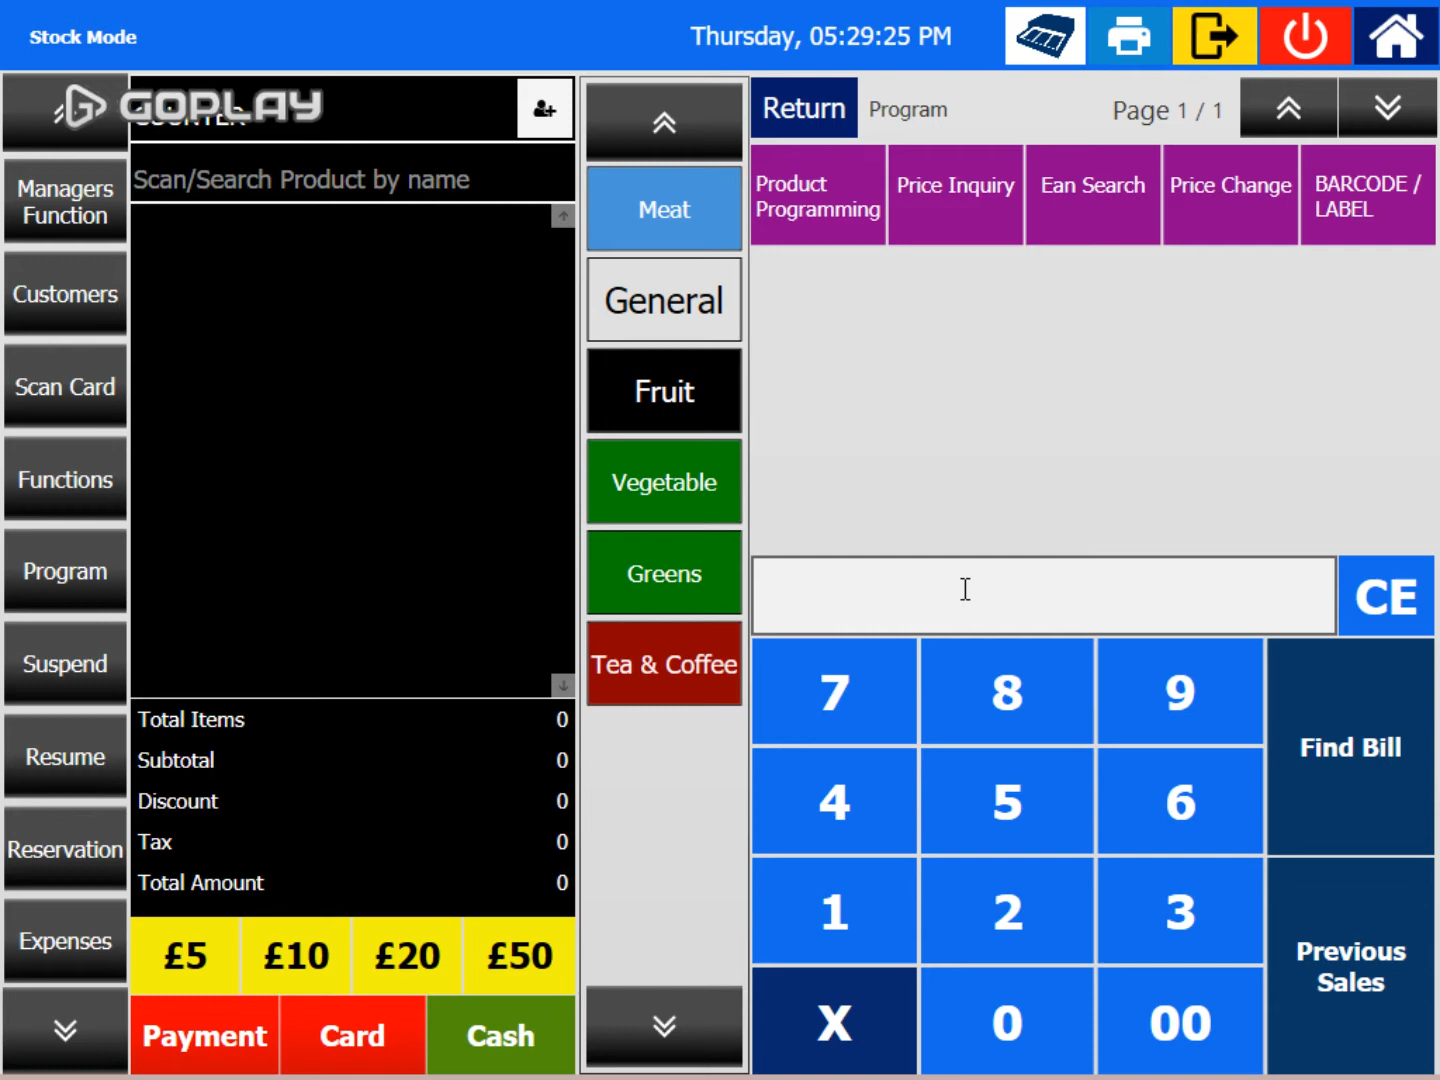 Stock Mode
Thursday, 05:29:25 PM
GOPLAY
COUNTER
Scan/Search Product by name
Managers
Function
Customers
Scan Card
Functions
Program
Suspend
Resume
Reservation
Expenses
Total Items 0
Subtotal 0
Discount 0
Tax 0
Total Amount 0
£5 £10 £20 £50
Payment Card Cash
Meat
General
Fruit
Vegetable
Greens
Tea & Coffee
Return Program Page 1 / 1
Product
Programming
Price Inquiry
Ean Search
Price Change
BARCODE /
LABEL
CE
7 8 9
4 5 6
1 2 3
X 0 00
Find Bill
Previous
Sales